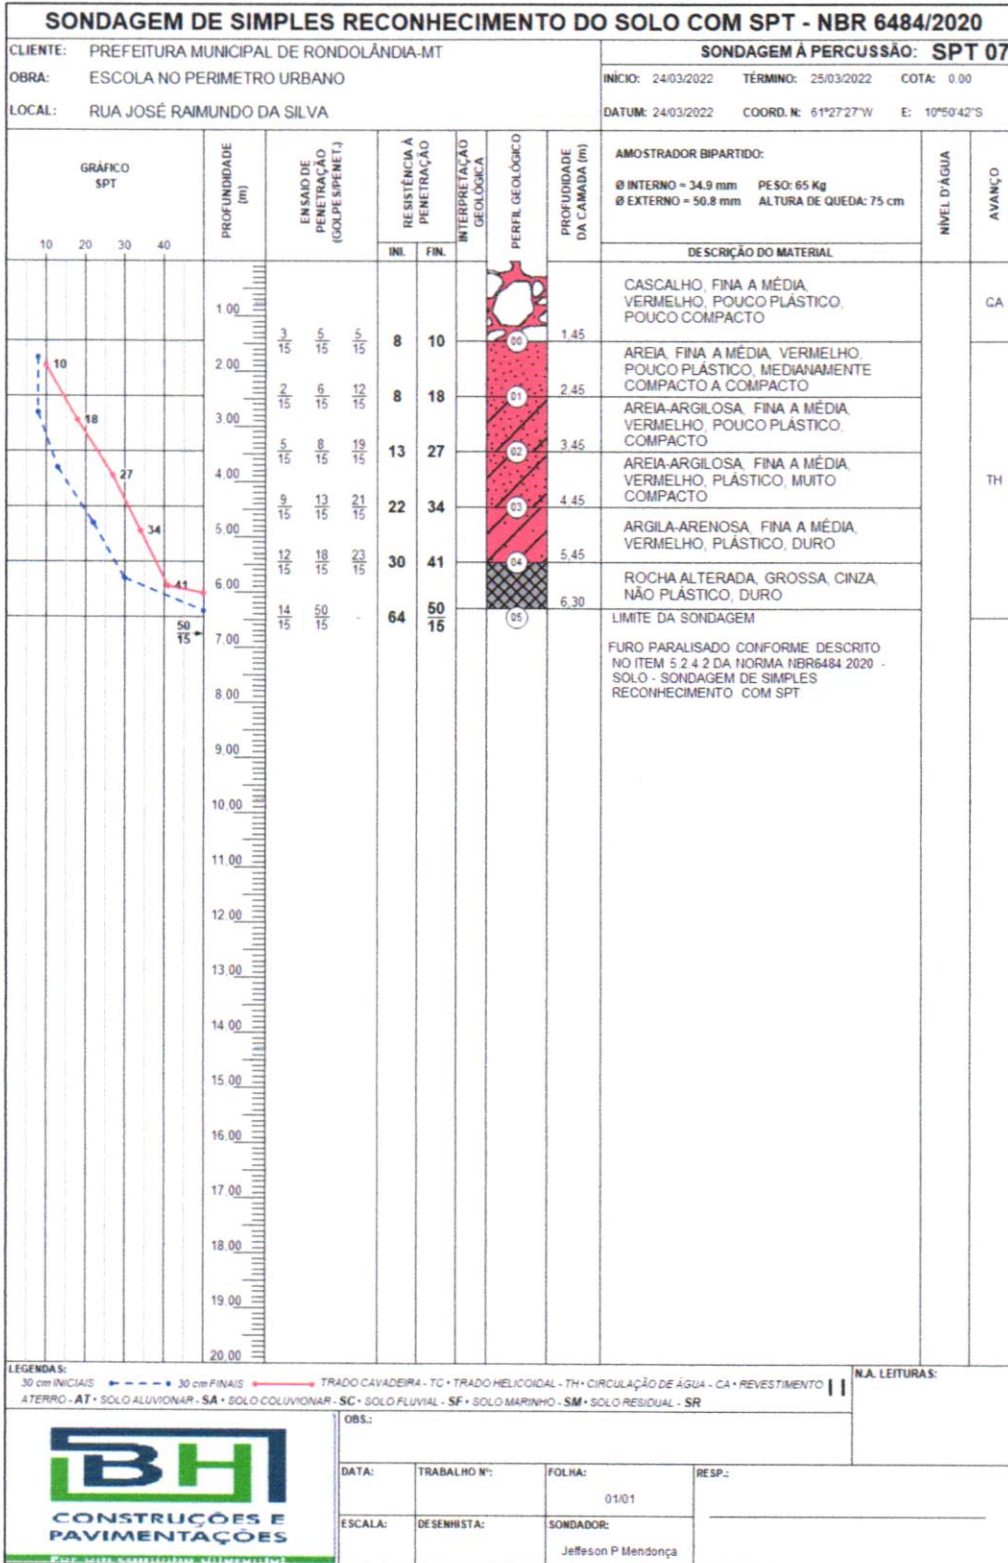 SONDAGEM DE SIMPLES RECONHECIMENTO DO SOLO COM SPT - NBR 6484/2020
CLIENTE: PREFEITURA MUNICIPAL DE RONDOLÂNDIA-MT
SONDAGEM À PERCUSSÃO: SPT 07
OBRA: ESCOLA NO PERIMETRO URBANO
INÍCIO: 24/03/2022 TÉRMINO: 25/03/2022 COTA: 0.00
LOCAL: RUA JOSÉ RAIMUNDO DA SILVA
DATUM: 24/03/2022 COORD. N: 61°27'27"W E: 10°50'42"S
GRÁFICO
SPT
10 20 30 40
PROFUNDIDADE
(m)
ENSAIO DE
PENETRAÇÃO
(GOLPES/PENET.)
RESISTÊNCIA À
PENETRAÇÃO
INI. FIN.
INTERPRETAÇÃO
GEOLÓGICA
PERFIL GEOLÓGICO
PROFUDIDADE
DA CAMADA (m)
AMOSTRADOR BIPARTIDO:
Ø INTERNO = 34.9 mm PESO: 65 Kg
Ø EXTERNO = 50.8 mm ALTURA DE QUEDA: 75 cm
DESCRIÇÃO DO MATERIAL
NÍVEL D'ÁGUA
AVANÇO
1,00
CASCALHO, FINA A MÉDIA,
VERMELHO, POUCO PLÁSTICO,
POUCO COMPACTO
CA
3/15 5/15 5/15 8 10 00 1,45
10
2,00
AREIA, FINA A MÉDIA, VERMELHO,
POUCO PLÁSTICO, MEDIANAMENTE
COMPACTO A COMPACTO
2/15 6/15 12/15 8 18 01 2,45
18
3,00
AREIA-ARGILOSA, FINA A MÉDIA,
VERMELHO, POUCO PLÁSTICO,
COMPACTO
5/15 8/15 19/15 13 27 02 3,45
27
4,00
AREIA-ARGILOSA, FINA A MÉDIA,
VERMELHO, PLÁSTICO, MUITO
COMPACTO
TH
9/15 13/15 21/15 22 34 03 4,45
34
5,00
ARGILA-ARENOSA, FINA A MÉDIA,
VERMELHO, PLÁSTICO, DURO
12/15 18/15 23/15 30 41 04 5,45
41
6,00
ROCHA ALTERADA, GROSSA, CINZA,
NÃO PLÁSTICO, DURO
14/15 50/15 - 64 50/15 05 6,30
50/15
LIMITE DA SONDAGEM
7,00
FURO PARALISADO CONFORME DESCRITO
NO ITEM 5.2.4.2 DA NORMA NBR6484.2020 -
SOLO - SONDAGEM DE SIMPLES
RECONHECIMENTO COM SPT
8,00
9,00
10,00
11,00
12,00
13,00
14,00
15,00
16,00
17,00
18,00
19,00
20,00
LEGENDAS:
30 cm INICIAIS 30 cm FINAIS TRADO CAVADEIRA - TC • TRADO HELICOIDAL - TH • CIRCULAÇÃO DE ÁGUA - CA • REVESTIMENTO
ATERRO - AT • SOLO ALUVIONAR - SA • SOLO COLUVIONAR - SC • SOLO FLUVIAL - SF • SOLO MARINHO - SM • SOLO RESIDUAL - SR
N.A. LEITURAS:
BH
CONSTRUÇÕES E
PAVIMENTAÇÕES
Por um caminho diferente!
OBS.:
DATA: TRABALHO Nº: FOLHA: RESP.:
01/01
ESCALA: DESENHISTA: SONDADOR:
Jeffeson P Mendonça